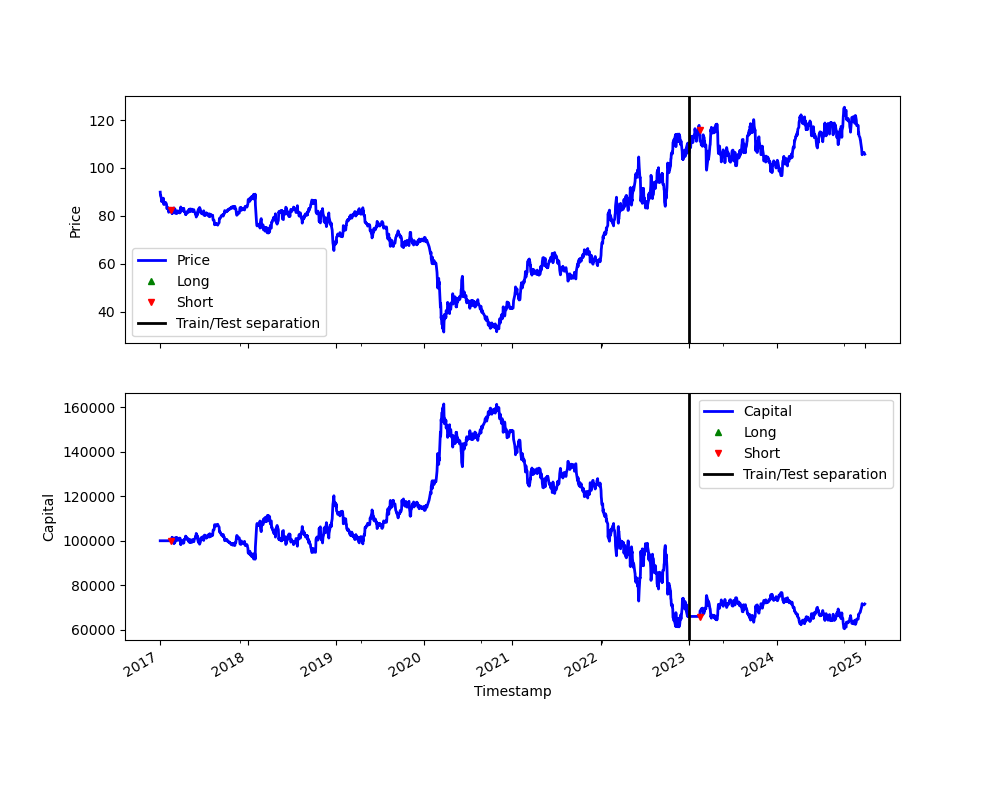 120
100
80
60
40
Price
Price
Long
Short
Train/Test separation
160000
140000
120000
100000
80000
60000
Capital
Capital
Long
Short
Train/Test separation
2017
2018
2019
2020
2021
2022
2023
2024
2025
Timestamp